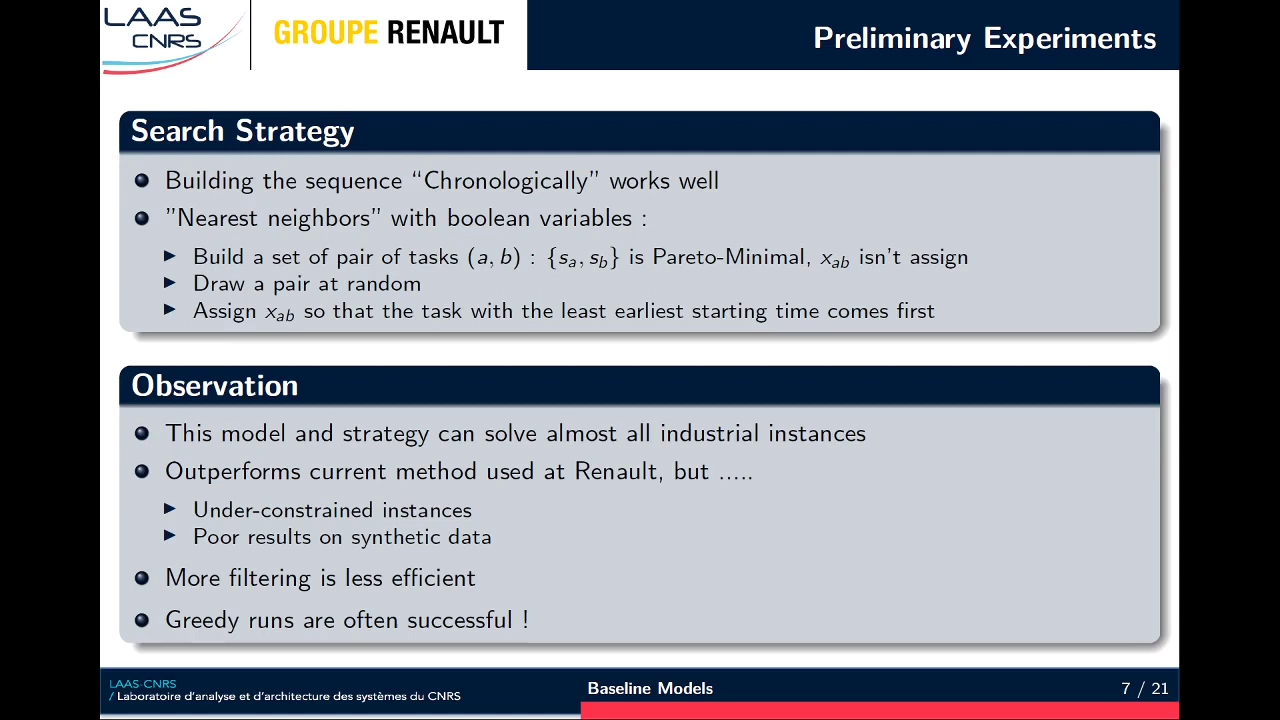 LAAS
CNRS
GROUPE RENAULT
Preliminary Experiments
Search Strategy
Building the sequence “Chronologically” works well
”Nearest neighbors” with boolean variables :
Build a set of pair of tasks (a, b) : {sₐ, s_b} is Pareto-Minimal, x_ab isn’t assign
Draw a pair at random
Assign x_ab so that the task with the least earliest starting time comes first
Observation
This model and strategy can solve almost all industrial instances
Outperforms current method used at Renault, but .....
Under-constrained instances
Poor results on synthetic data
More filtering is less efficient
Greedy runs are often successful !
LAAS-CNRS
/ Laboratoire d’analyse et d’architecture des systèmes du CNRS
Baseline Models
7 / 21